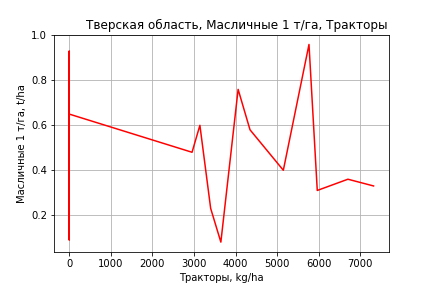 Тверская область, Масличные 1 т/га, Тракторы
1.0
0.8
0.6
0.4
0.2
Масличные 1 т/га, t/ha
0 1000 2000 3000 4000 5000 6000 7000
Тракторы, kg/ha